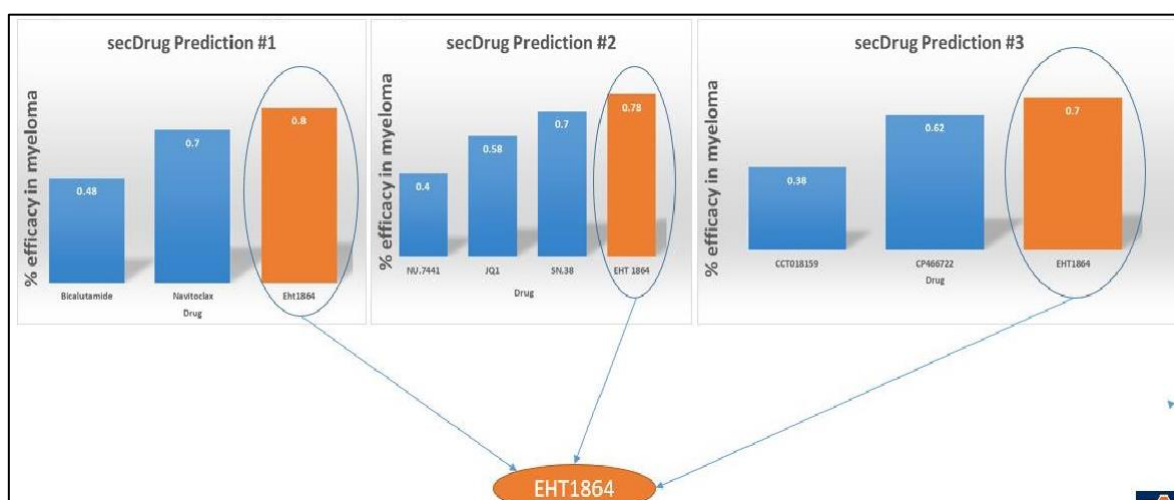 secDrug Prediction #1
% efficacy in myeloma
0.48
0.7
0.8
Bicalutamide
Navitoclax
Eht1864
Drug
secDrug Prediction #2
% efficacy in myeloma
0.4
0.58
0.7
0.78
NU.7441
JQ1
SN.38
EHT 1864
Drug
secDrug Prediction #3
% efficacy in myeloma
0.38
0.62
0.7
CCT018159
CP466722
EHT1864
Drug
EHT1864